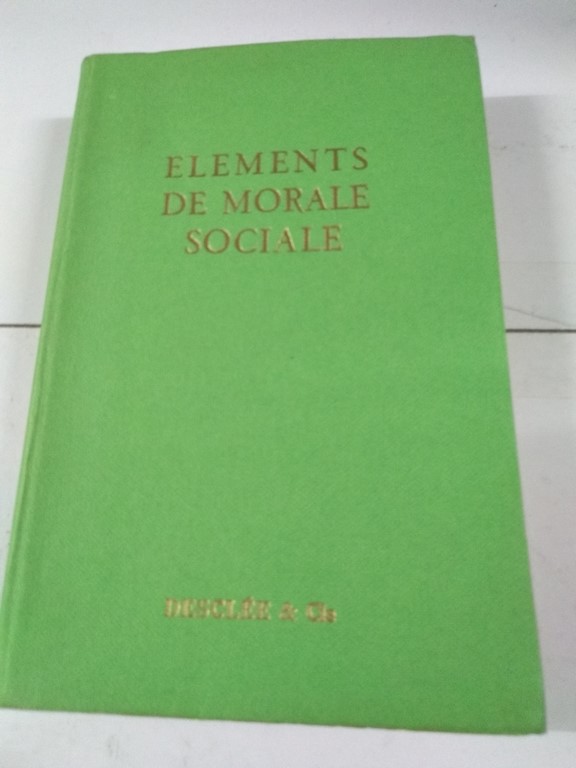 ELEMENTS
DE MORALE
SOCIALE
DESCLÉE & Cie